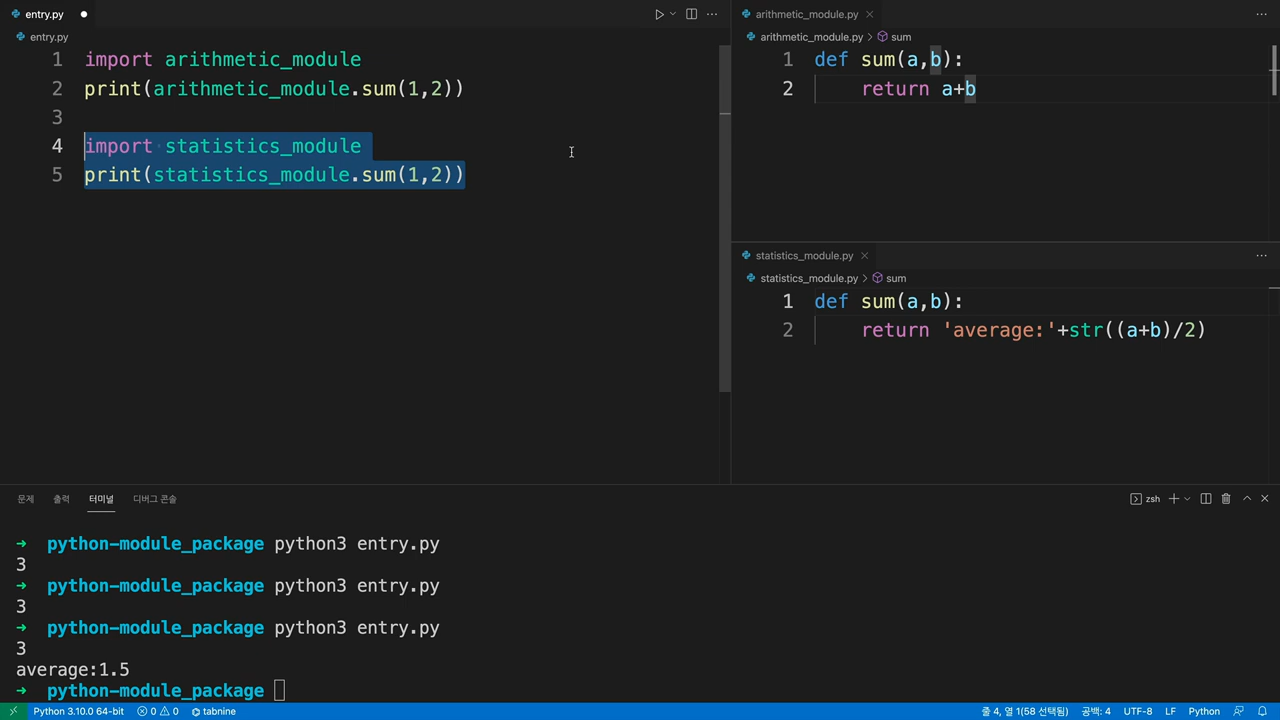 entry.py
entry.py
1 import arithmetic_module
2 print(arithmetic_module.sum(1,2))
3
4 import statistics_module
5 print(statistics_module.sum(1,2))
arithmetic_module.py
arithmetic_module.py > sum
1 def sum(a,b):
2 return a+b
statistics_module.py
statistics_module.py > sum
1 def sum(a,b):
2 return 'average:'+str((a+b)/2)
문제 출력 터미널 디버그 콘솔 zsh
→ python-module_package python3 entry.py
3
→ python-module_package python3 entry.py
3
→ python-module_package python3 entry.py
3
average:1.5
→ python-module_package
Python 3.10.0 64-bit 0 0 tabnine 줄 4, 열 1(58 선택됨) 공백: 4 UTF-8 LF Python